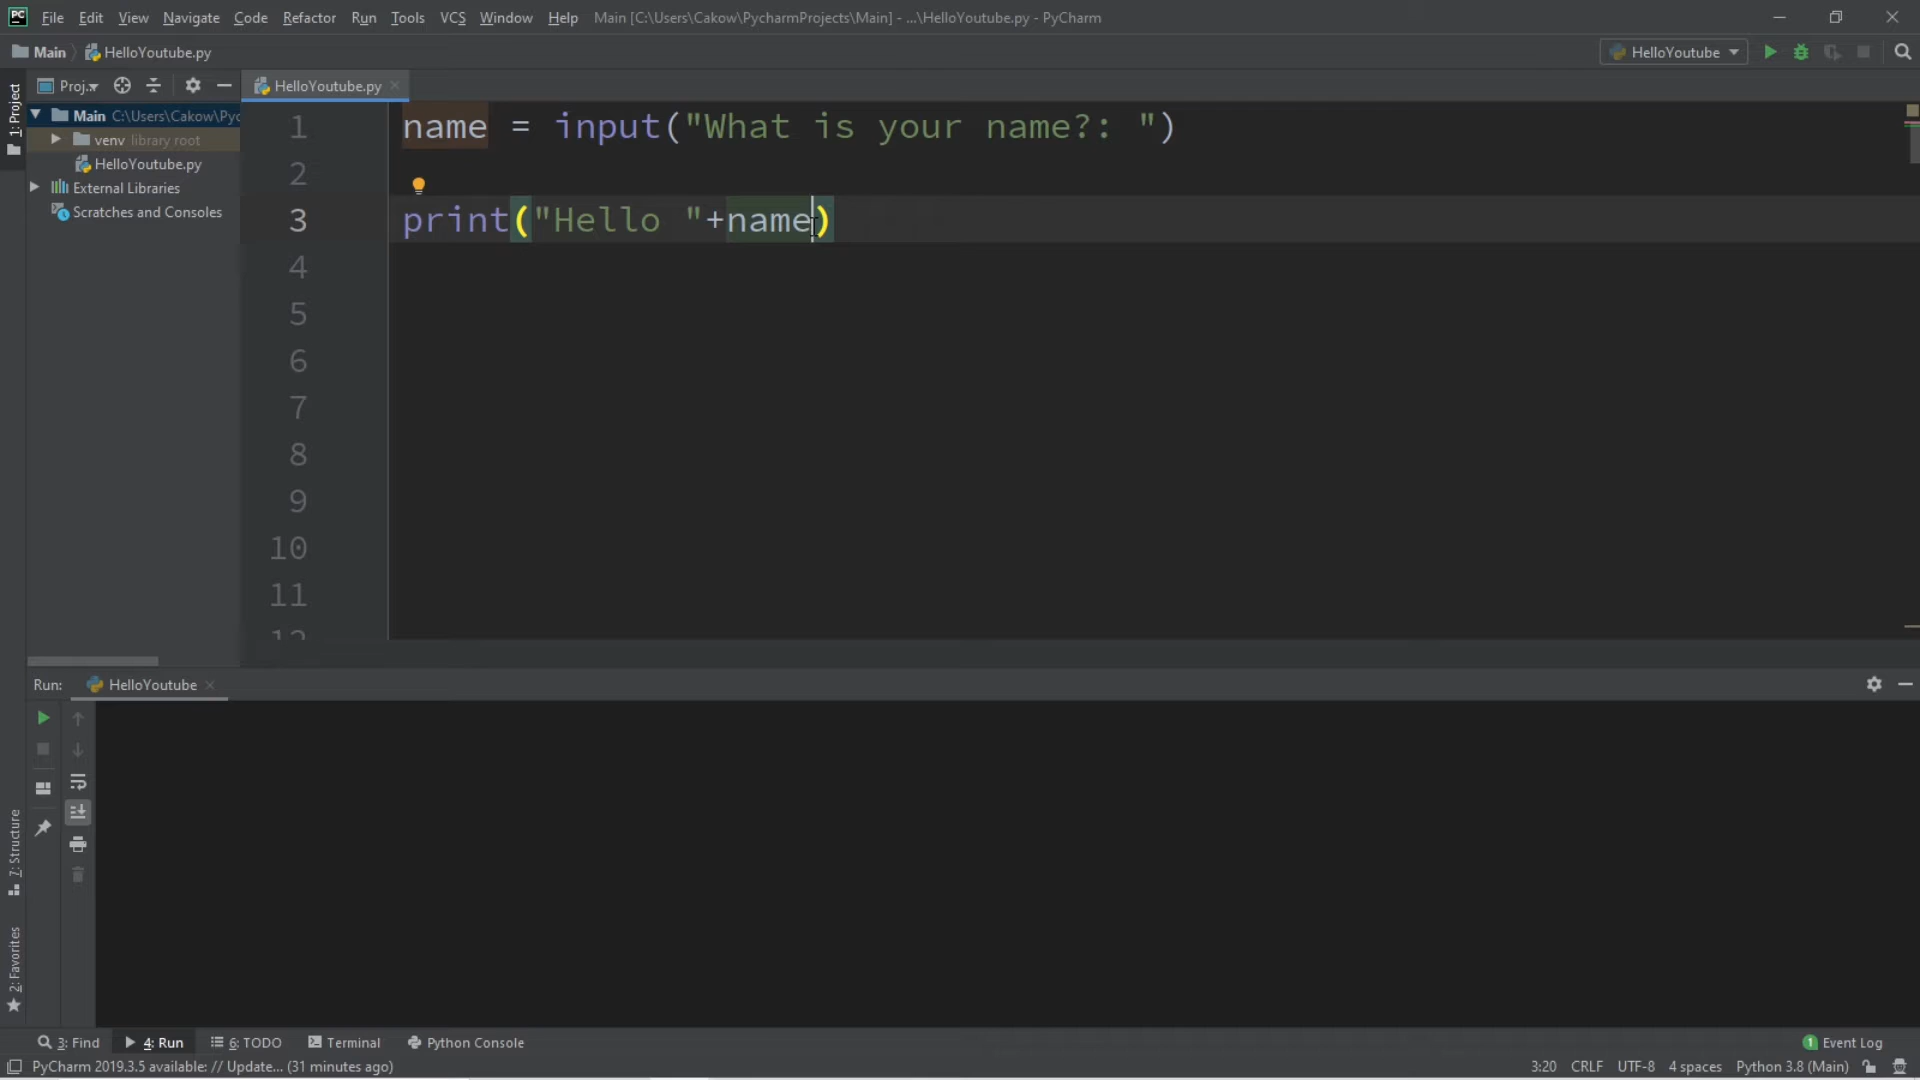 PC File Edit View Navigate Code Refactor Run Tools VCS Window Help Main [C:\Users\Cakow\PycharmProjects\Main] - ...\HelloYoutube.py - PyCharm
Main HelloYoutube.py HelloYoutube
1: Project
Proj... HelloYoutube.py
Main C:\Users\Cakow\Pyc
venv library root
HelloYoutube.py
External Libraries
Scratches and Consoles
1 name = input("What is your name?: ")
2
3 print("Hello "+name)
4
5
6
7
8
9
10
11
12
Run: HelloYoutube
7: Structure
2: Favorites
3: Find 4: Run 6: TODO Terminal Python Console 1 Event Log
PyCharm 2019.3.5 available: // Update... (31 minutes ago) 3:20 CRLF UTF-8 4 spaces Python 3.8 (Main)